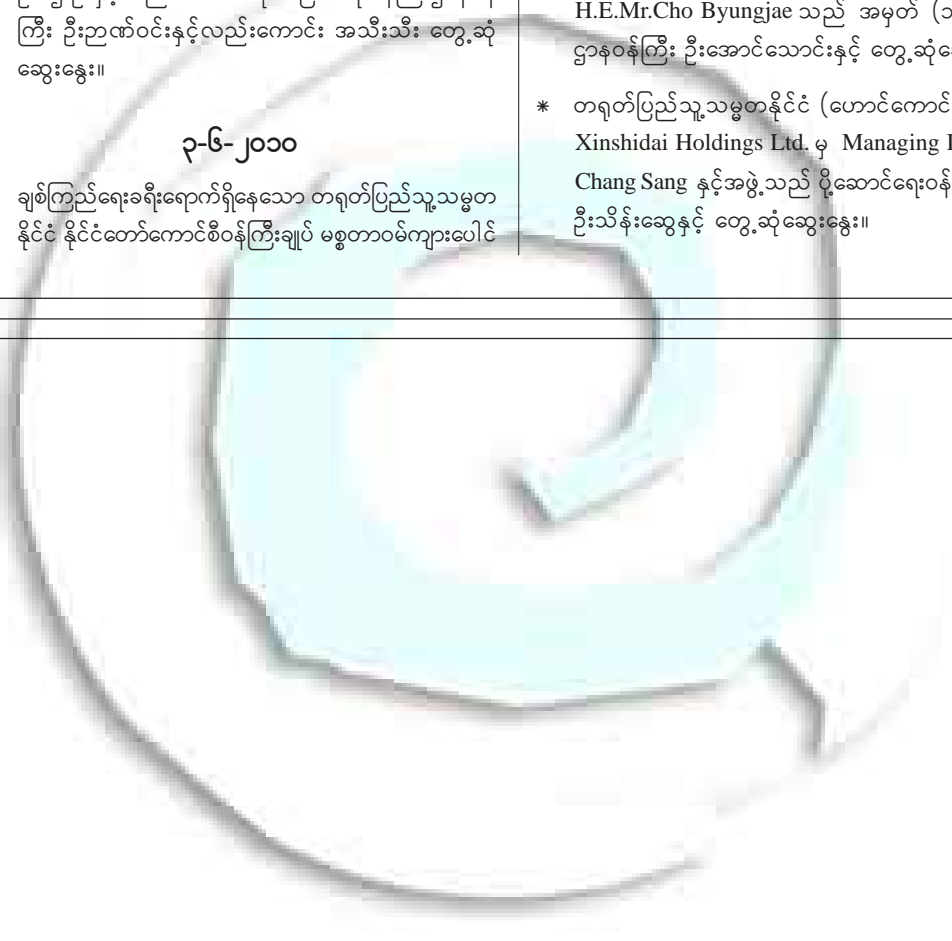 ကြီး ဦးဉာဏ်ဝင်းနှင့်လည်းကောင်း အသီးသီး တွေ့ဆုံ
ဆွေးနွေး။
၃-၆-၂၀၁၀
ချစ်ကြည်ရေးခရီးရောက်ရှိနေသော တရုတ်ပြည်သူ့သမ္မတ
နိုင်ငံ နိုင်ငံတော်ကောင်စီဝန်ကြီးချုပ် မစ္စတာဝမ်ကျားပေါင်
H.E.Mr.Cho Byungjae သည် အမှတ်
ဌာနဝန်ကြီး ဦးအောင်သောင်းနှင့်
* တရုတ်ပြည်သူ့သမ္မတနိုင်ငံ (ဟောင်ကောင်
Xinshidai Holdings Ltd. မှ Managing
Chang Sang နှင့်အဖွဲ့သည် ပို့ဆောင်ရေးဝန်
ဦးသိန်းဆွေနှင့် တွေ့ဆုံဆွေးနွေး။